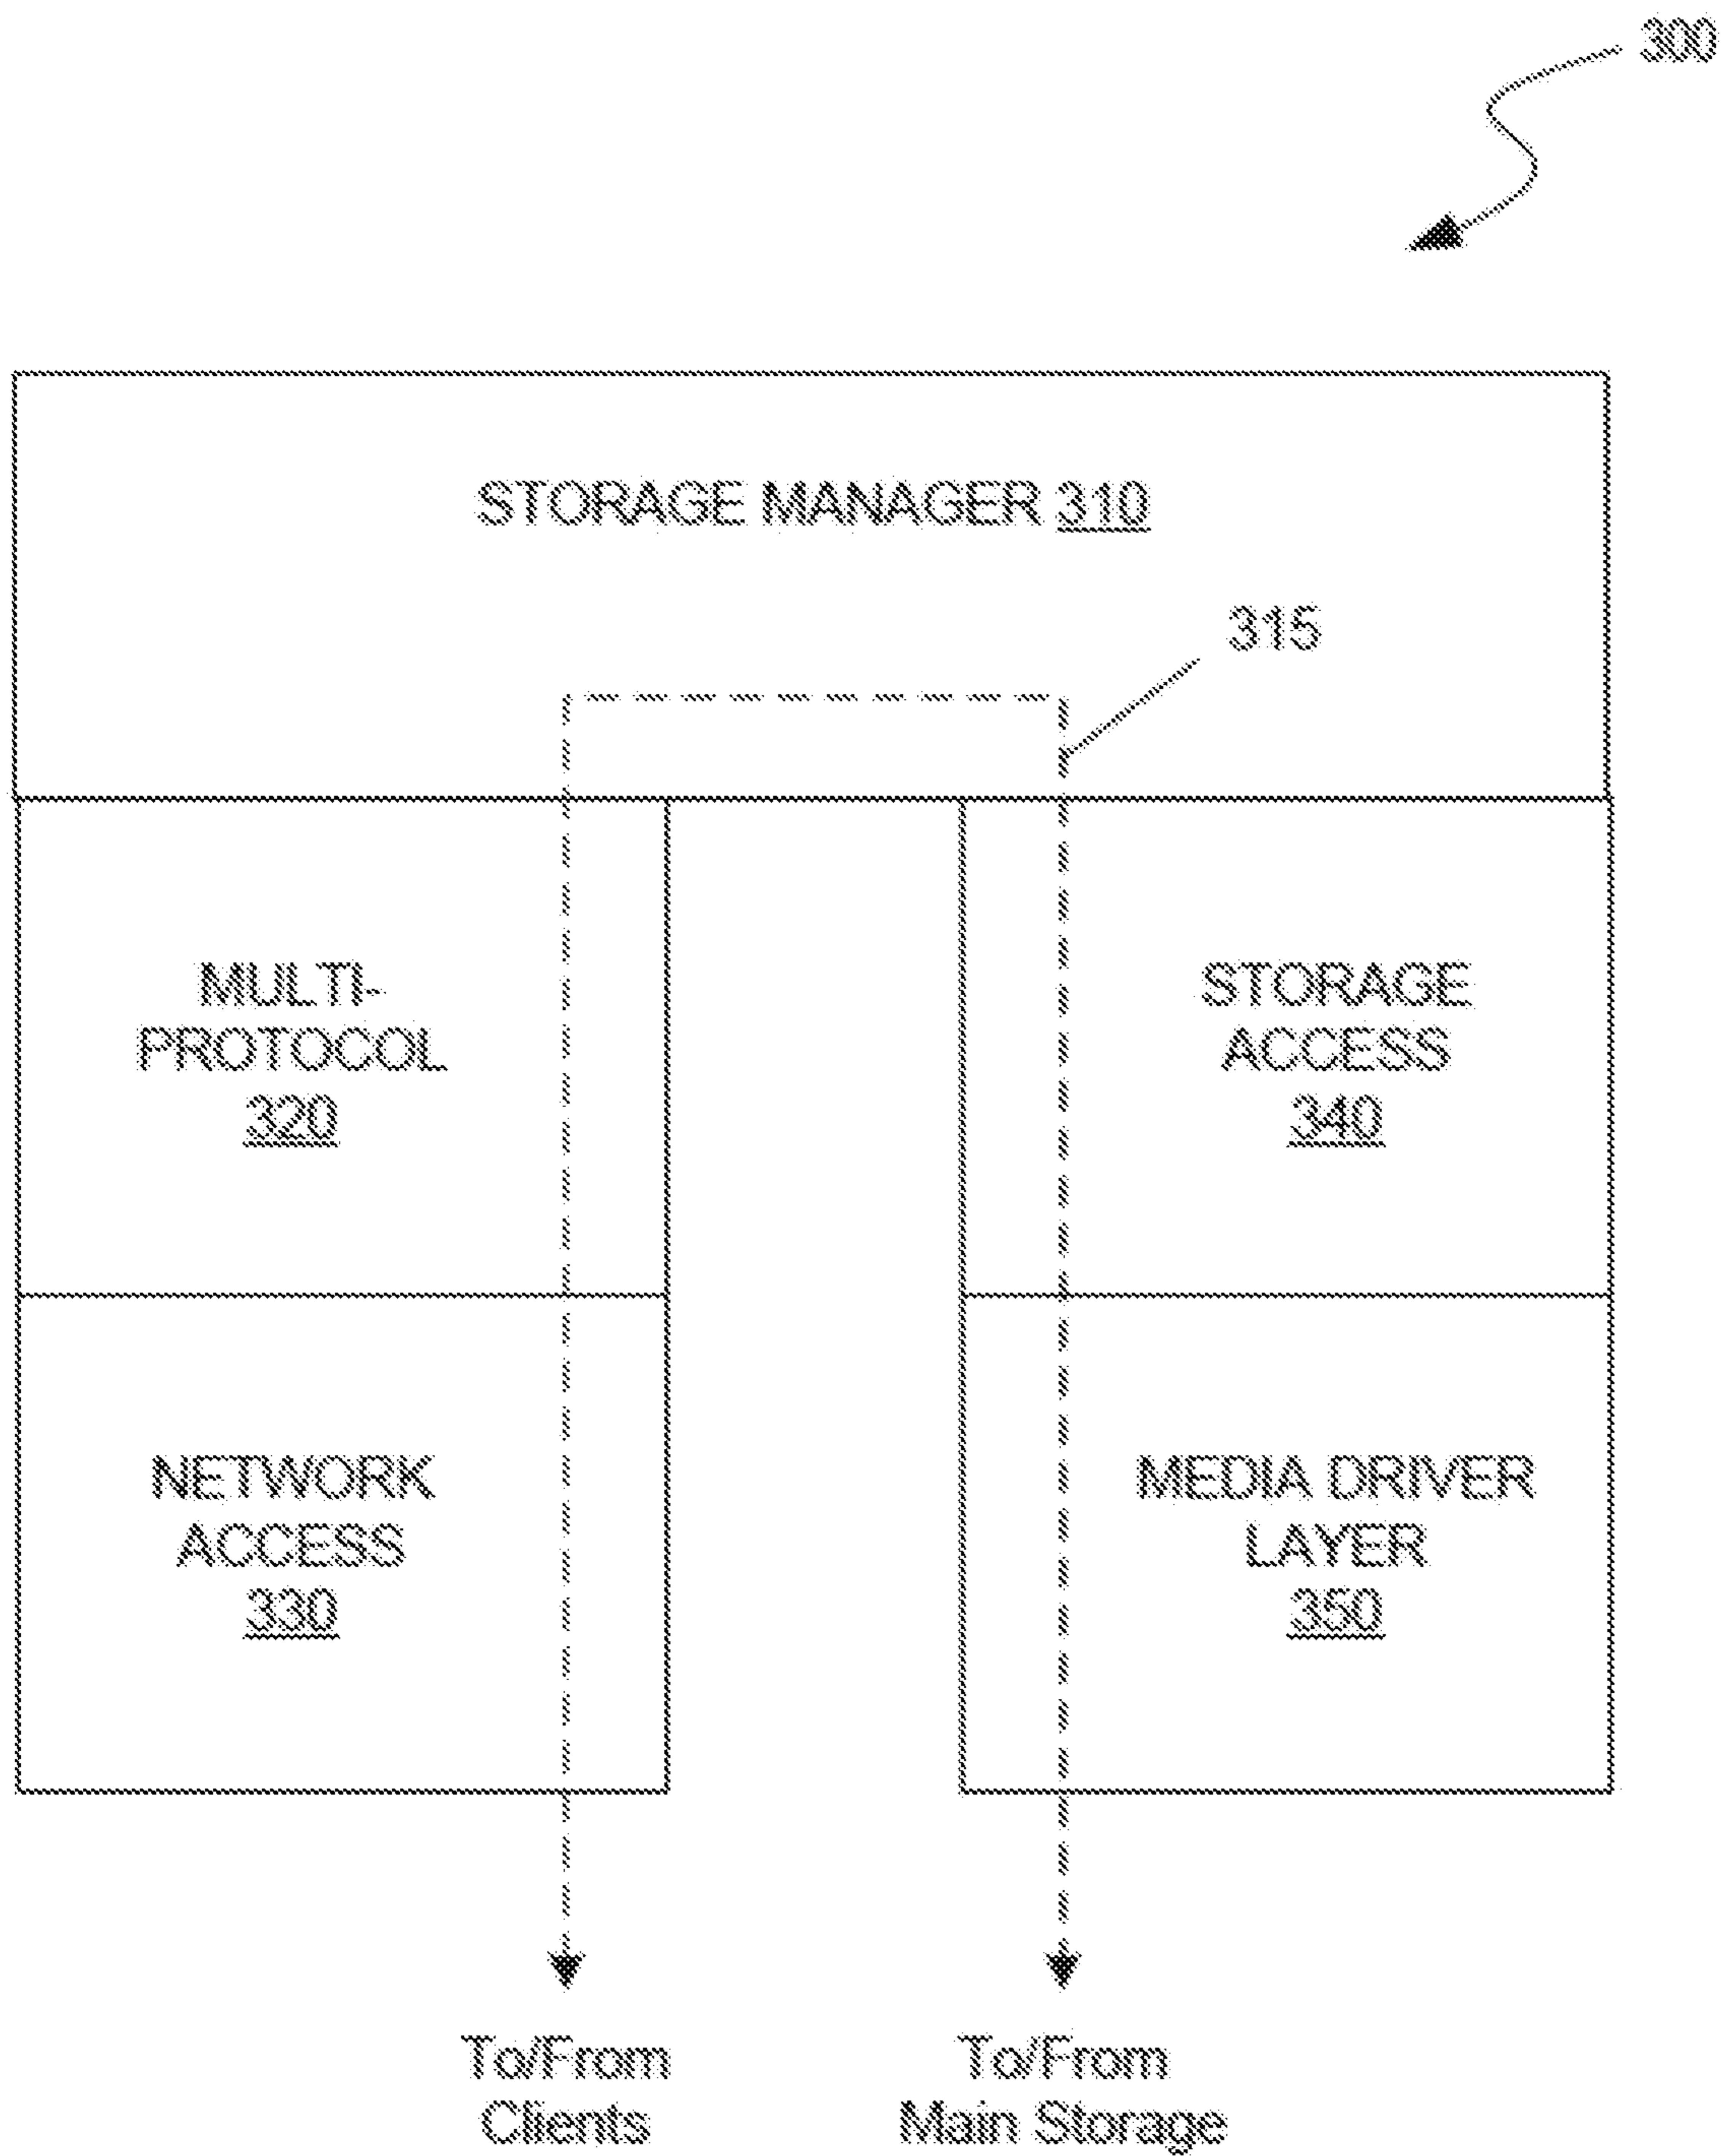 300
STORAGE MANAGER 310
315
MULTI-
PROTOCOL
320
STORAGE
ACCESS
340
NETWORK
ACCESS
330
MEDIA DRIVER
LAYER
350
To/From
Clients
To/From
Main Storage